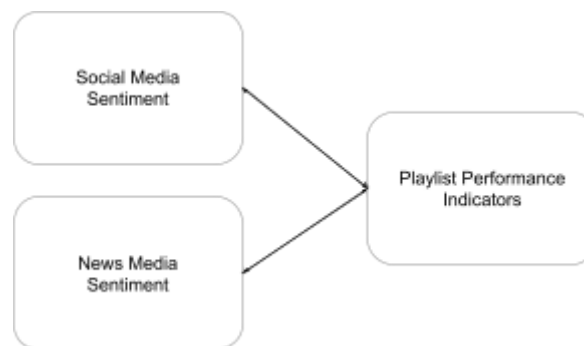 Social Media
Sentiment
Playlist Performance
Indicators
News Media
Sentiment